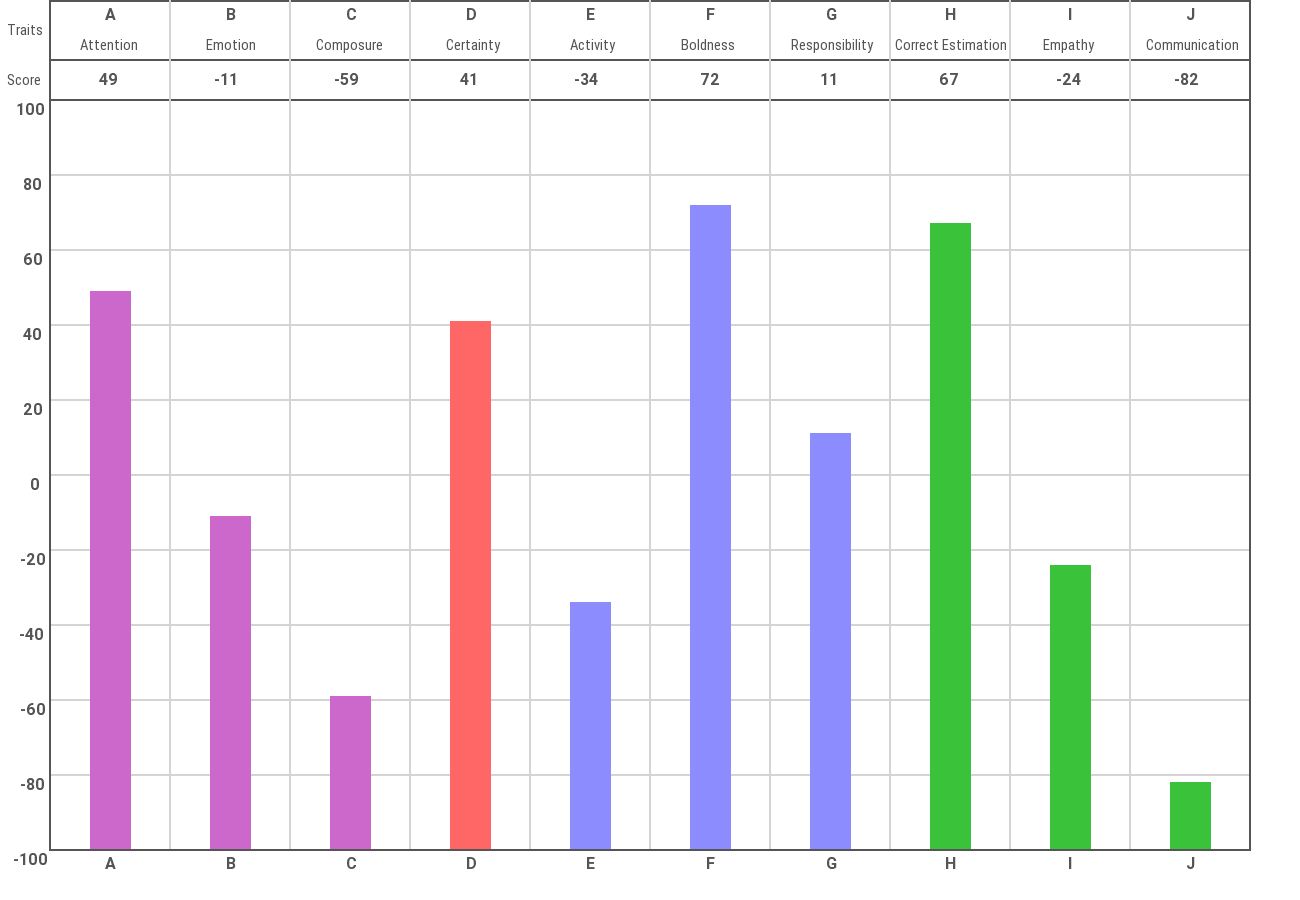 A B C D E F G H I J
Traits
Attention Emotion Composure Certainty Activity Boldness Responsibility Correct Estimation Empathy Communication
Score 49 -11 -59 41 -34 72 11 67 -24 -82
100
80
60
40
20
0
-20
-40
-60
-80
-100
A B C D E F G H I J